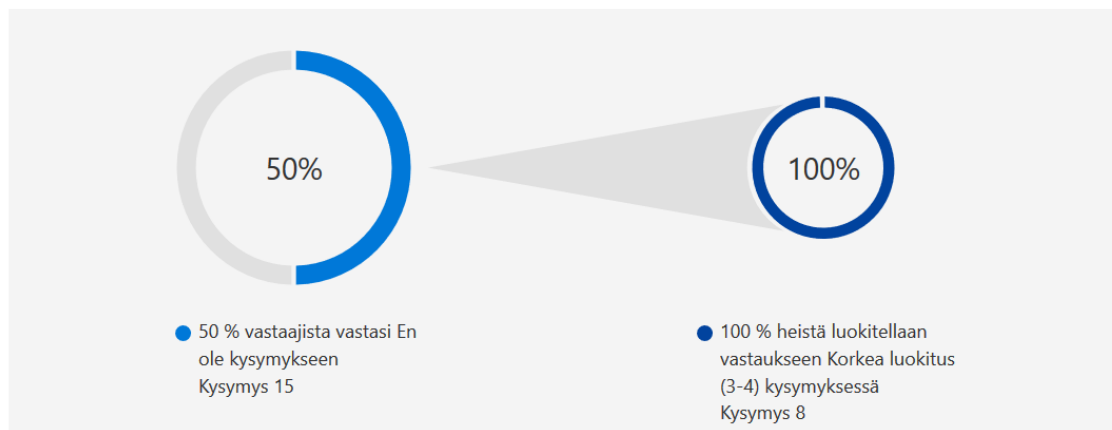 50%
100%
50 % vastaajista vastasi En
ole kysymykseen
Kysymys 15
100 % heistä luokitellaan
vastaukseen Korkea luokitus
(3-4) kysymyksessä
Kysymys 8